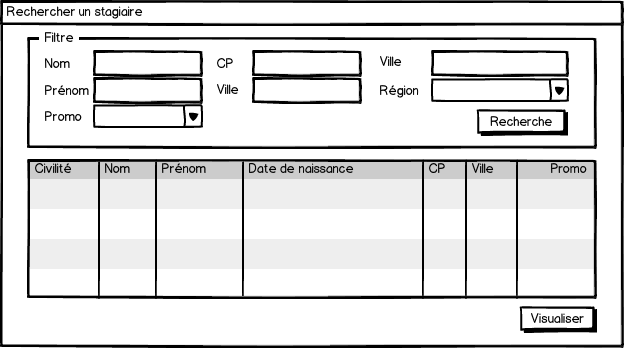 Rechercher un stagiaire
Filtre
Nom CP Ville
Prénom Ville Région
Promo
Recherche
Civilité Nom Prénom Date de naissance CP Ville Promo
Visualiser